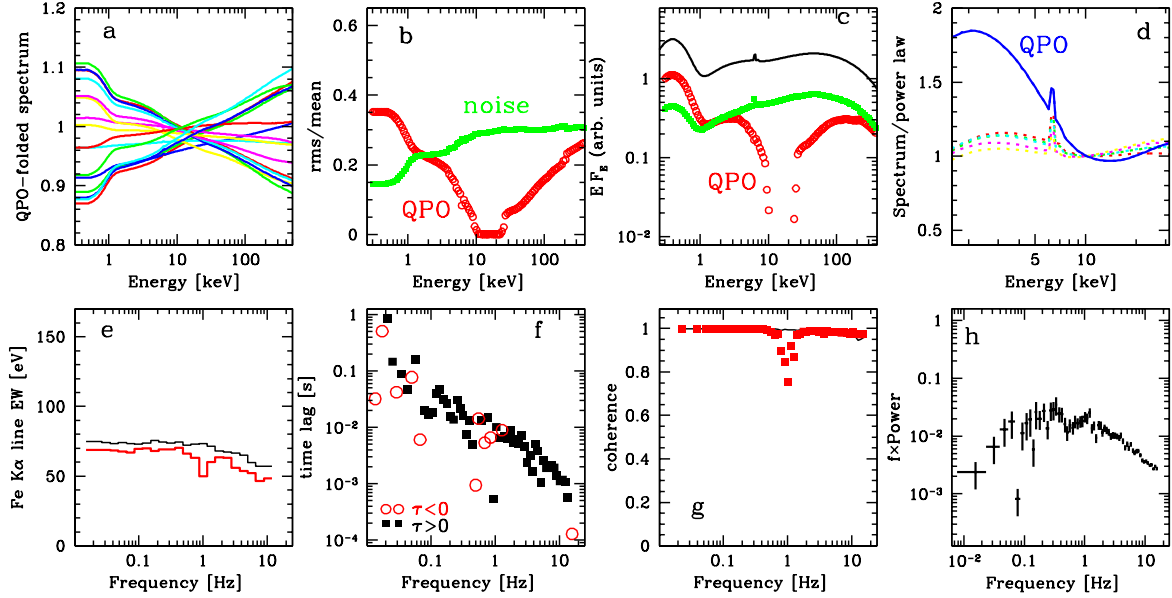 a
QPO-folded spectrum
1.2
1.1
1
0.9
0.8
1
10
100
Energy [keV]
b
noise
QPO
rms/mean
0.6
0.4
0.2
0
1
10
100
Energy [keV]
c
QPO
E F_E (arb. units)
1
0.1
10⁻²
1
10
100
Energy [keV]
d
QPO
Spectrum/power law
2
1.5
1
0.5
5
10
Energy [keV]
e
Fe Kα line EW [eV]
150
100
50
0
0.1
1
10
Frequency [Hz]
f
τ<0
τ>0
time lag [s]
1
0.1
10⁻²
10⁻³
10⁻⁴
0.1
1
10
Frequency [Hz]
g
coherence
1
0.8
0.6
0.4
0.2
0
0.1
1
10
Frequency [Hz]
h
f×Power
1
0.1
10⁻²
10⁻³
10⁻²
0.1
1
10
Frequency [Hz]